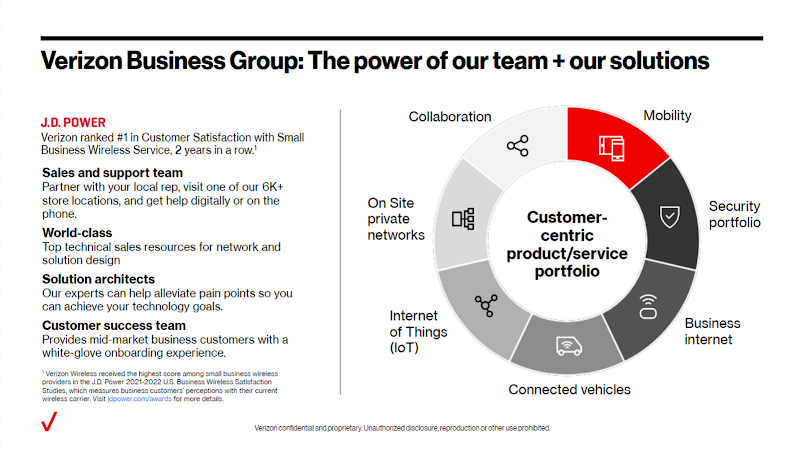 Verizon Business Group: The power of our team + our solutions
J.D. POWER
Verizon ranked #1 in Customer Satisfaction with Small
Business Wireless Service, 2 years in a row.¹
Sales and support team
Partner with your local rep, visit one of our 6K+
store locations, and get help digitally or on the
phone.
World-class
Top technical sales resources for network and
solution design
Solution architects
Our experts can help alleviate pain points so you
can achieve your technology goals.
Customer success team
Provides mid-market business customers with a
white-glove onboarding experience.
¹ Verizon Wireless received the highest score among small business wireless
providers in the J.D. Power 2021-2022 U.S. Business Wireless Satisfaction
Studies, which measures business customers' perceptions with their current
wireless carrier. Visit jdpower.com/awards for more details.
Collaboration
Mobility
On Site
private
networks
Security
portfolio
Customer-
centric
product/service
portfolio
Internet
of Things
(IoT)
Business
internet
Connected vehicles
Verizon confidential and proprietary. Unauthorized disclosure, reproduction or other use prohibited.